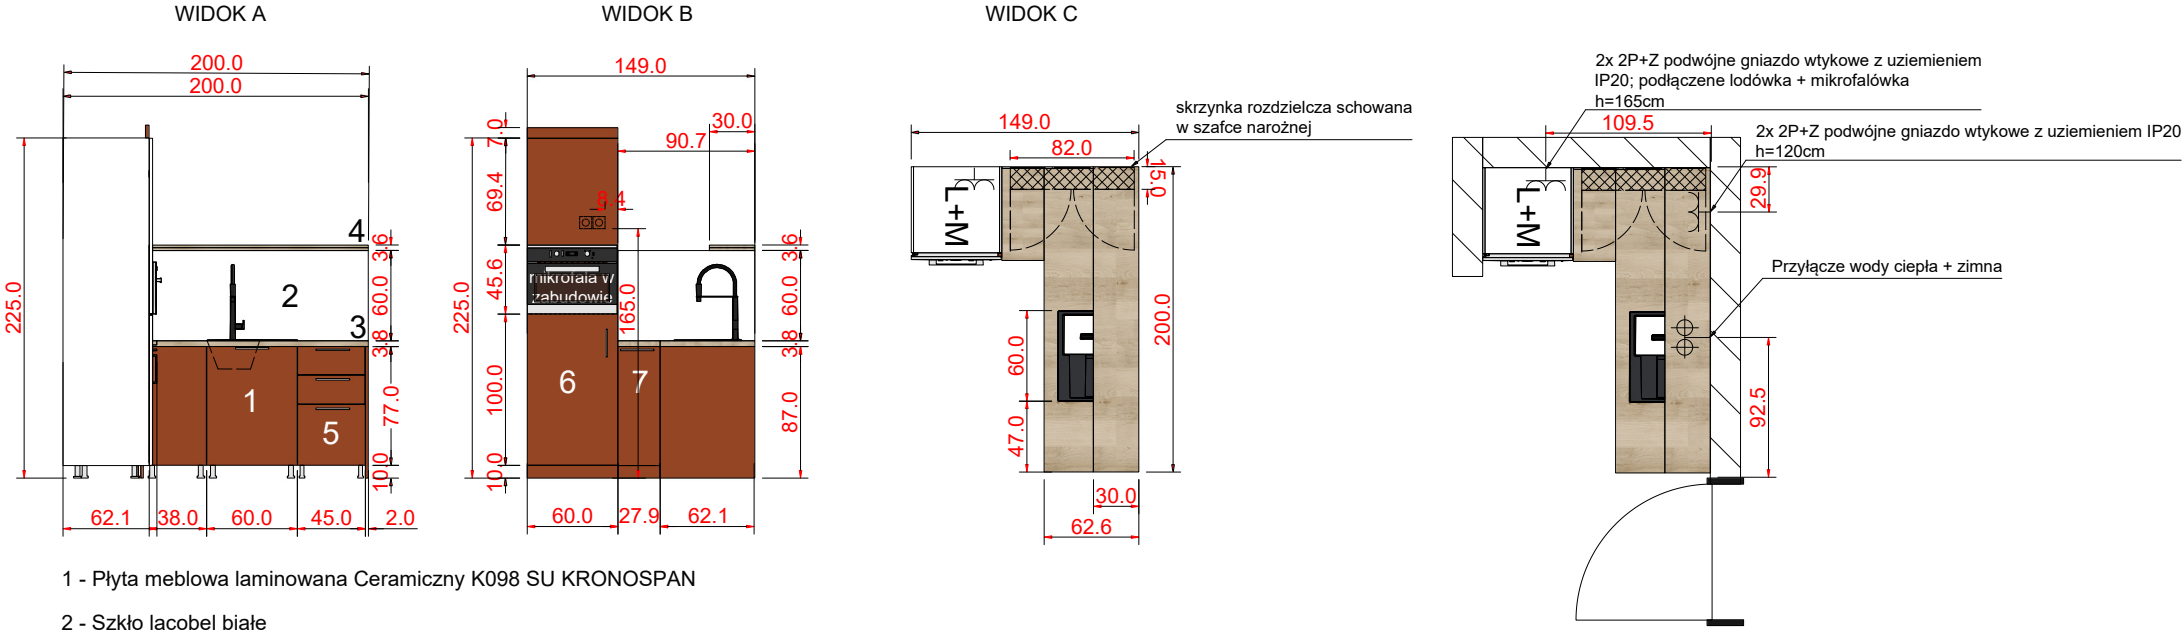 WIDOK A
200.0
200.0
225.0
4
3.6
60.0
2
3
3.8
77.0
1
5
10.0
62.1
38.0
60.0
45.0
2.0
WIDOK B
149.0
30.0
90.7
7.0
69.4
8.4
3.6
225.0
45.6
mikrofala w
zabudowie
165.0
60.0
3.8
100.0
6
7
87.0
10.0
60.0
27.9
62.1
WIDOK C
149.0
82.0
15.0
skrzynka rozdzielcza schowana
w szafce narożnej
L+M
200.0
60.0
47.0
30.0
62.6
2x 2P+Z podwójne gniazdo wtykowe z uziemieniem
IP20; podłączene lodówka + mikrofalówka
h=165cm
109.5
2x 2P+Z podwójne gniazdo wtykowe z uziemieniem IP20
h=120cm
29.9
L+M
Przyłącze wody ciepła + zimna
92.5
1 - Płyta meblowa laminowana Ceramiczny K098 SU KRONOSPAN
2 - Szkło lacobel białe